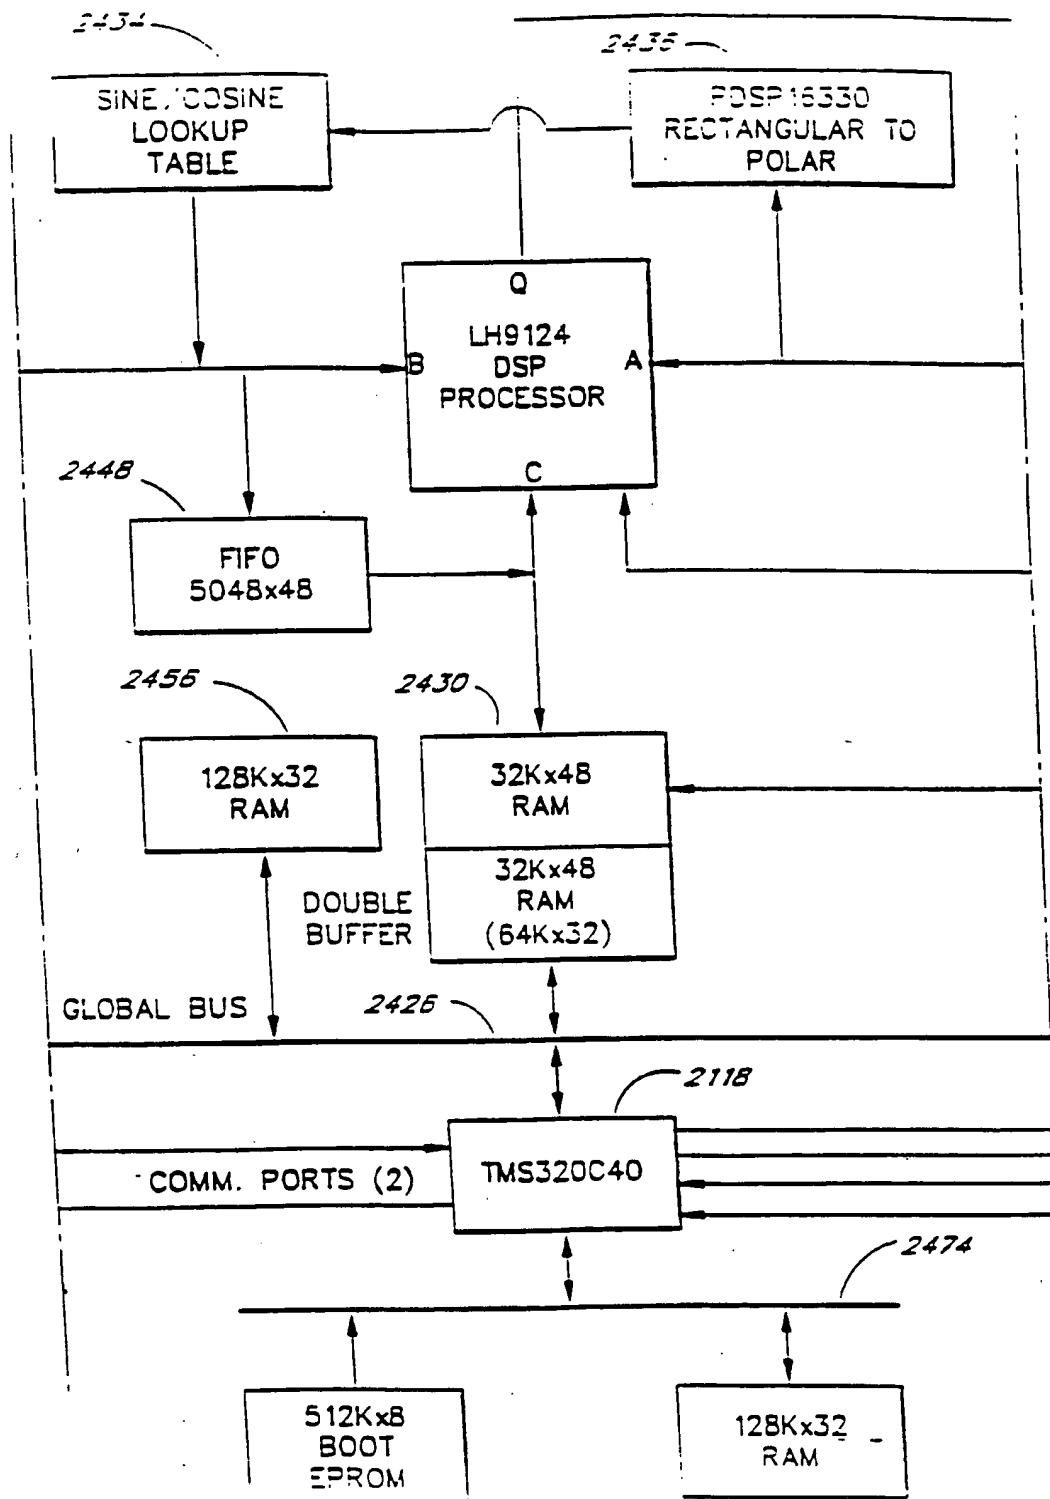 2434
2436
SINE/COSINE
LOOKUP
TABLE
PDSP16330
RECTANGULAR TO
POLAR
Q
LH9124
DSP
PROCESSOR
B
A
C
2448
FIFO
5048x48
2456
2430
128Kx32
RAM
32Kx48
RAM
32Kx48
RAM
(64Kx32)
DOUBLE
BUFFER
GLOBAL BUS
2426
2118
TMS320C40
COMM. PORTS (2)
2474
512Kx8
BOOT
EPROM
128Kx32
RAM